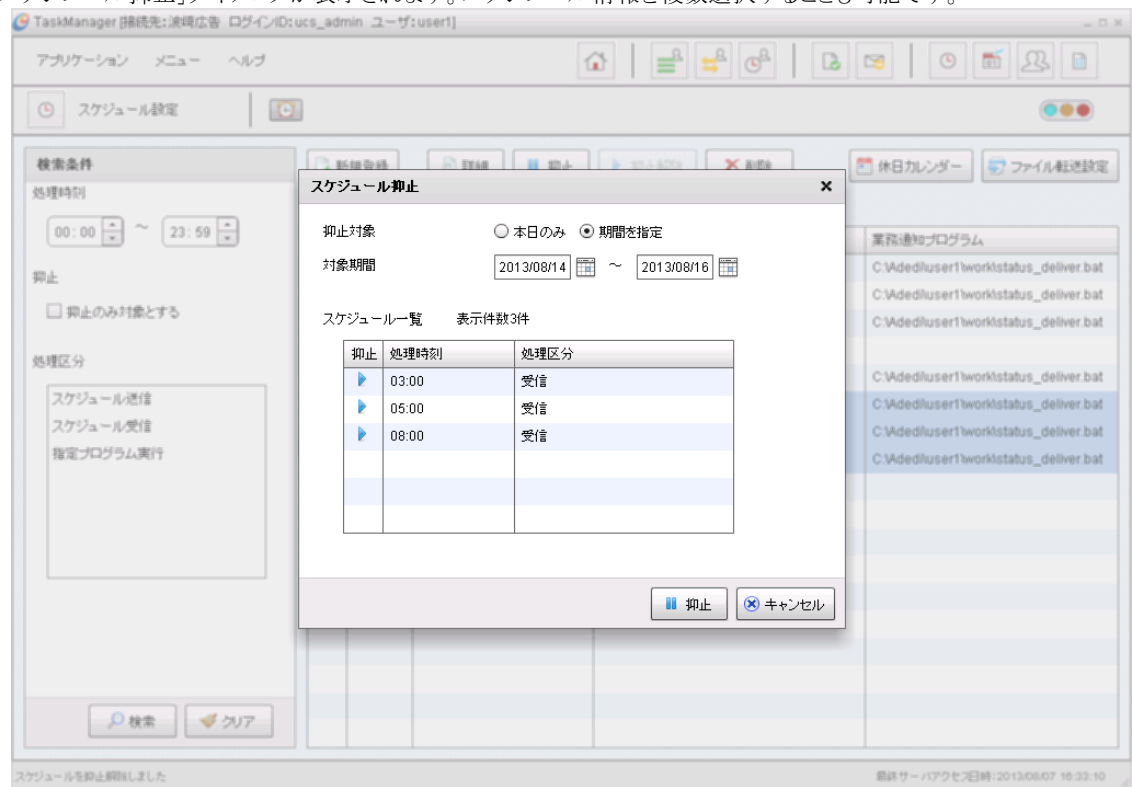 TaskManager [接続先:波崎広告 ログインID:ucs_admin ユーザ:user1]
アプリケーション メニュー ヘルプ
スケジュール設定
検索条件
新規登録 詳細 抑止 抑止解除 削除 休日カレンダー ファイル転送設定
処理時刻
00:00 ～ 23:59
抑止
抑止のみ対象とする
処理区分
スケジュール送信
スケジュール受信
指定プログラム実行
検索 クリア
スケジュール抑止 x
抑止対象 本日のみ 期間を指定
対象期間 2013/08/14 ～ 2013/08/16
スケジュール一覧 表示件数3件
抑止 処理時刻 処理区分
03:00 受信
05:00 受信
08:00 受信
抑止 キャンセル
業務通知プログラム
C:\Adedi\user1\work\status_deliver.bat
C:\Adedi\user1\work\status_deliver.bat
C:\Adedi\user1\work\status_deliver.bat
C:\Adedi\user1\work\status_deliver.bat
C:\Adedi\user1\work\status_deliver.bat
C:\Adedi\user1\work\status_deliver.bat
C:\Adedi\user1\work\status_deliver.bat
スケジュールを抑止解除しました 最終サーバアクセス日時:2013/08/07 16:33:10